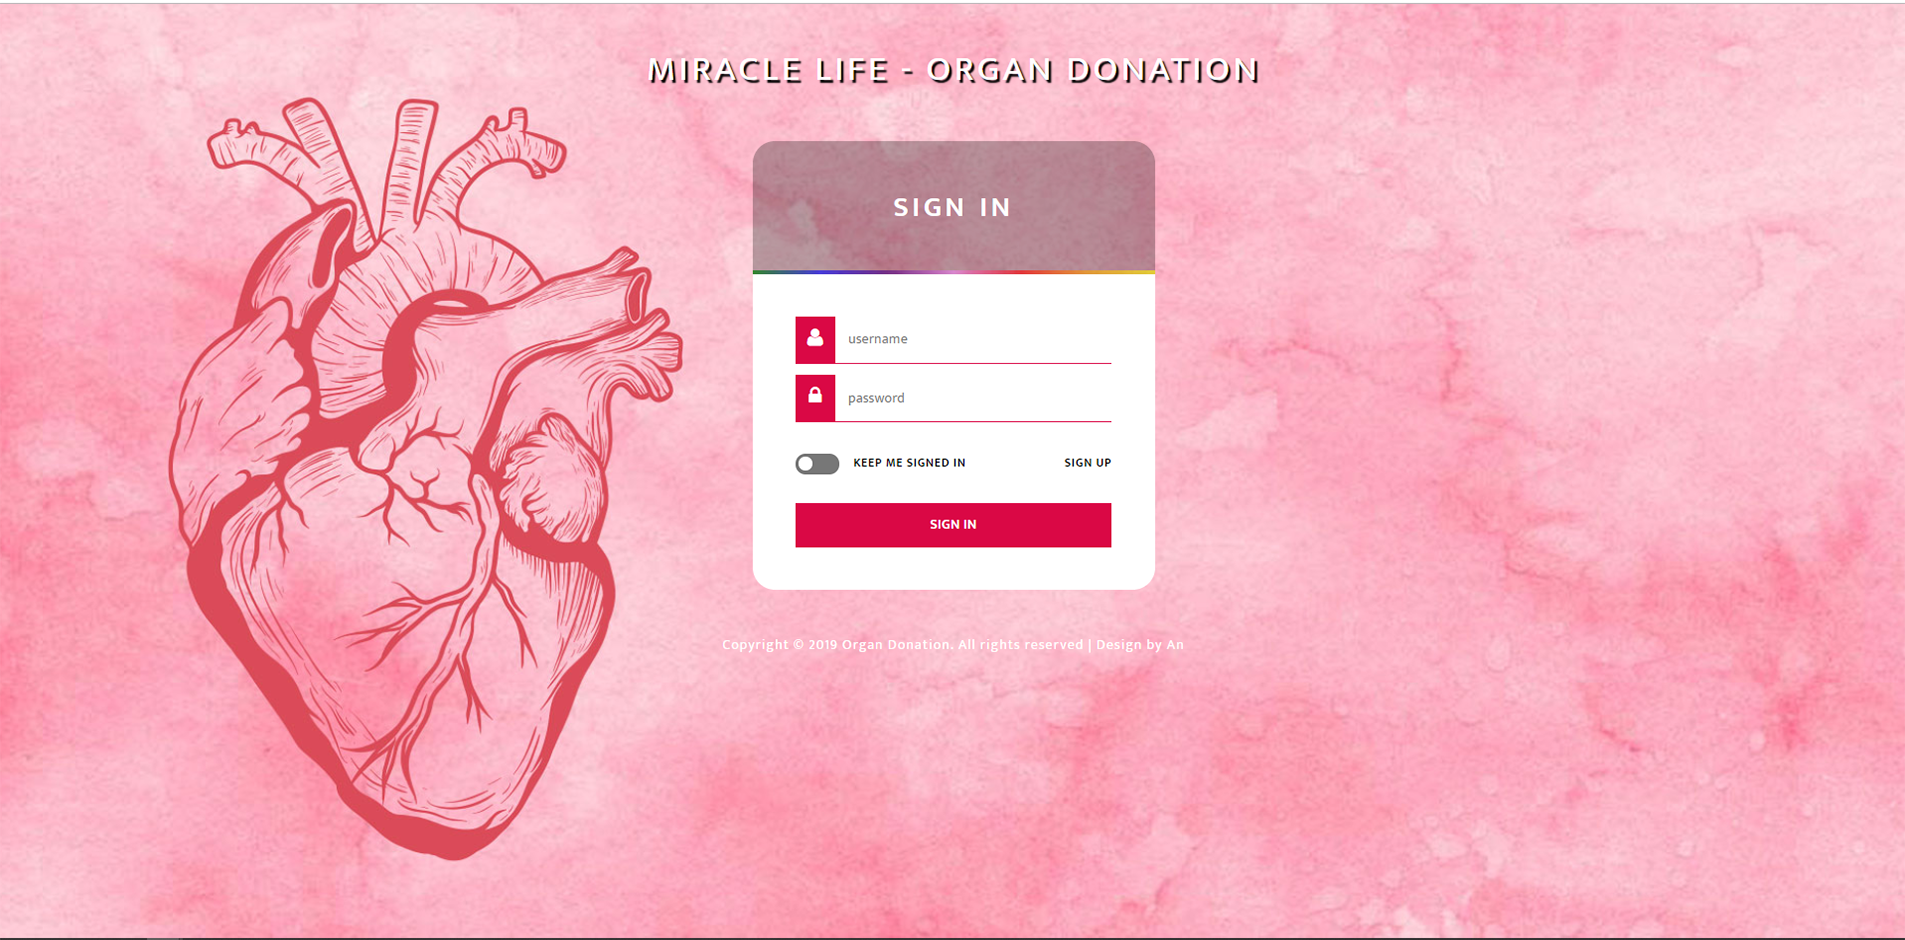 MIRACLE LIFE - ORGAN DONATION
SIGN IN
username
password
KEEP ME SIGNED IN SIGN UP
SIGN IN
Copyright © 2019 Organ Donation. All rights reserved | Design by An